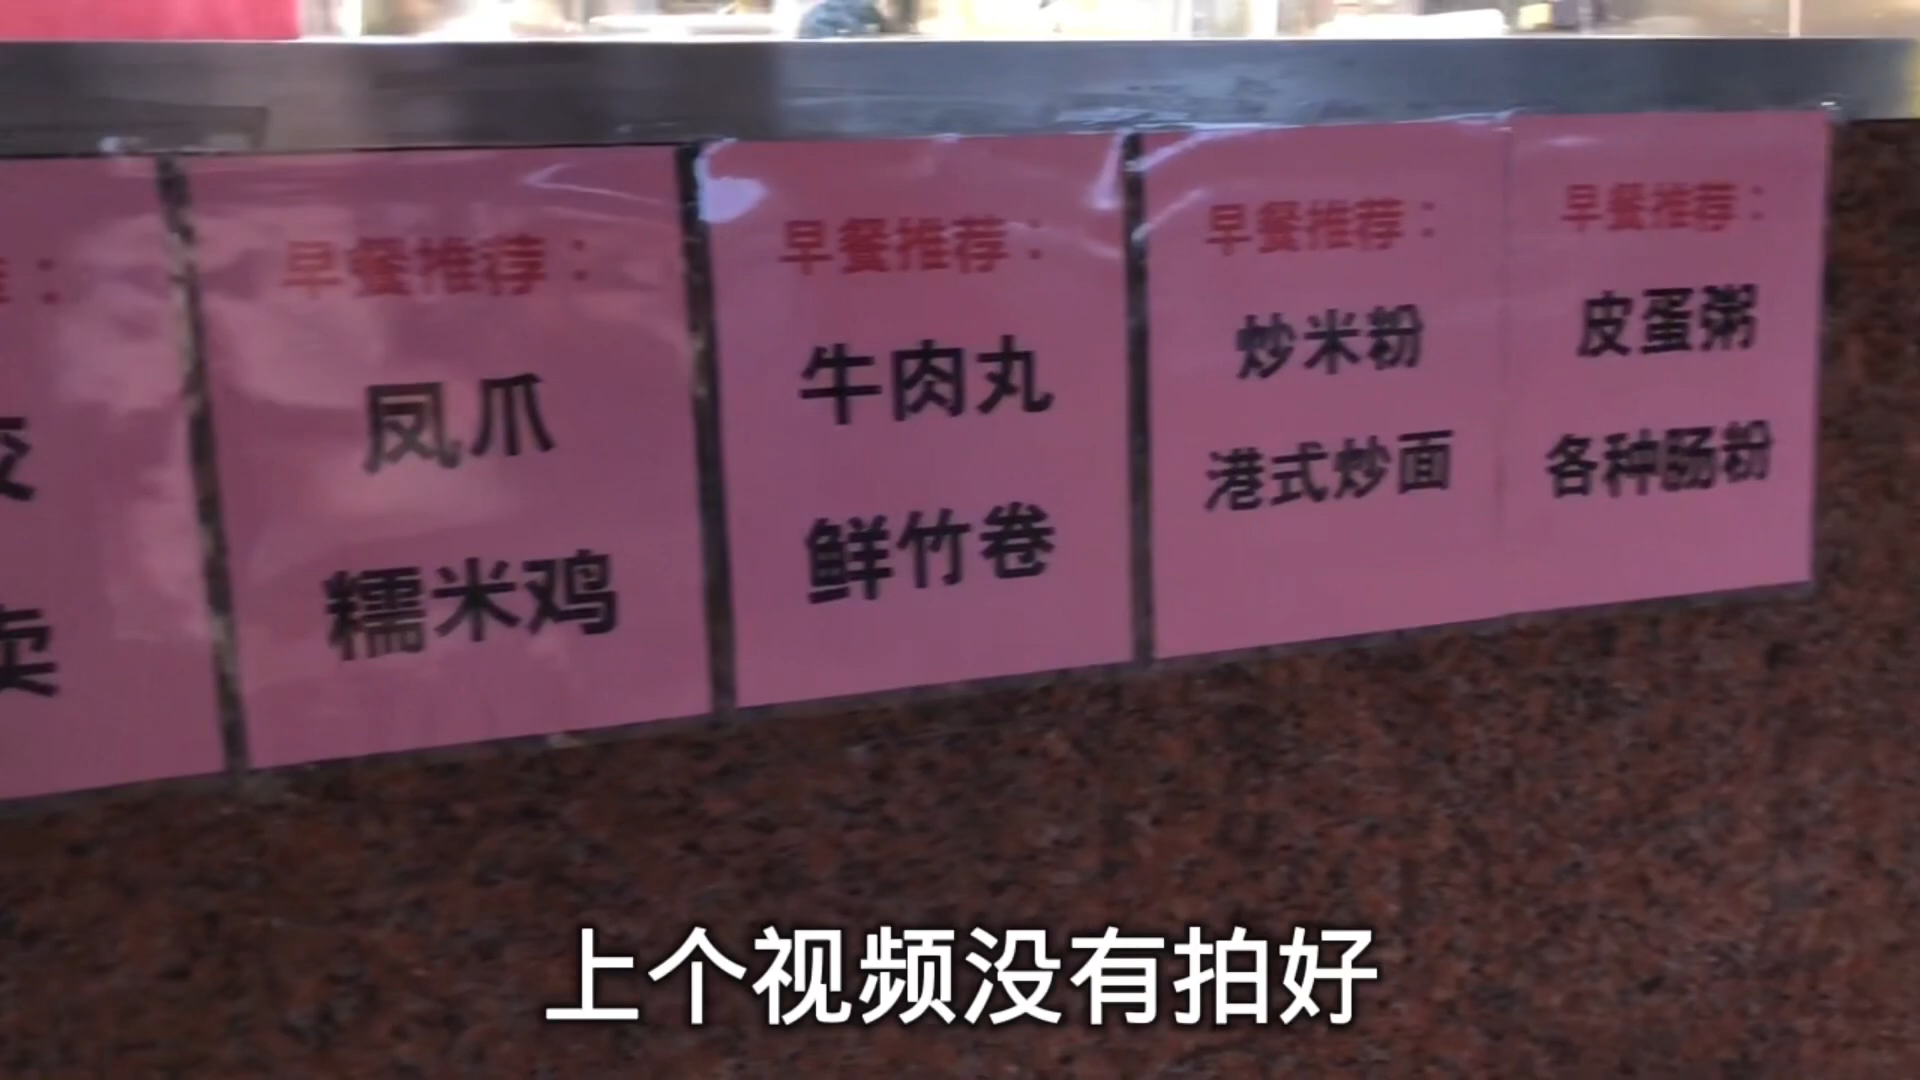 早餐推荐：
凤爪
糯米鸡
早餐推荐：
牛肉丸
鲜竹卷
早餐推荐：
炒米粉
港式炒面
早餐推荐：
皮蛋粥
各种肠粉
上个视频没有拍好